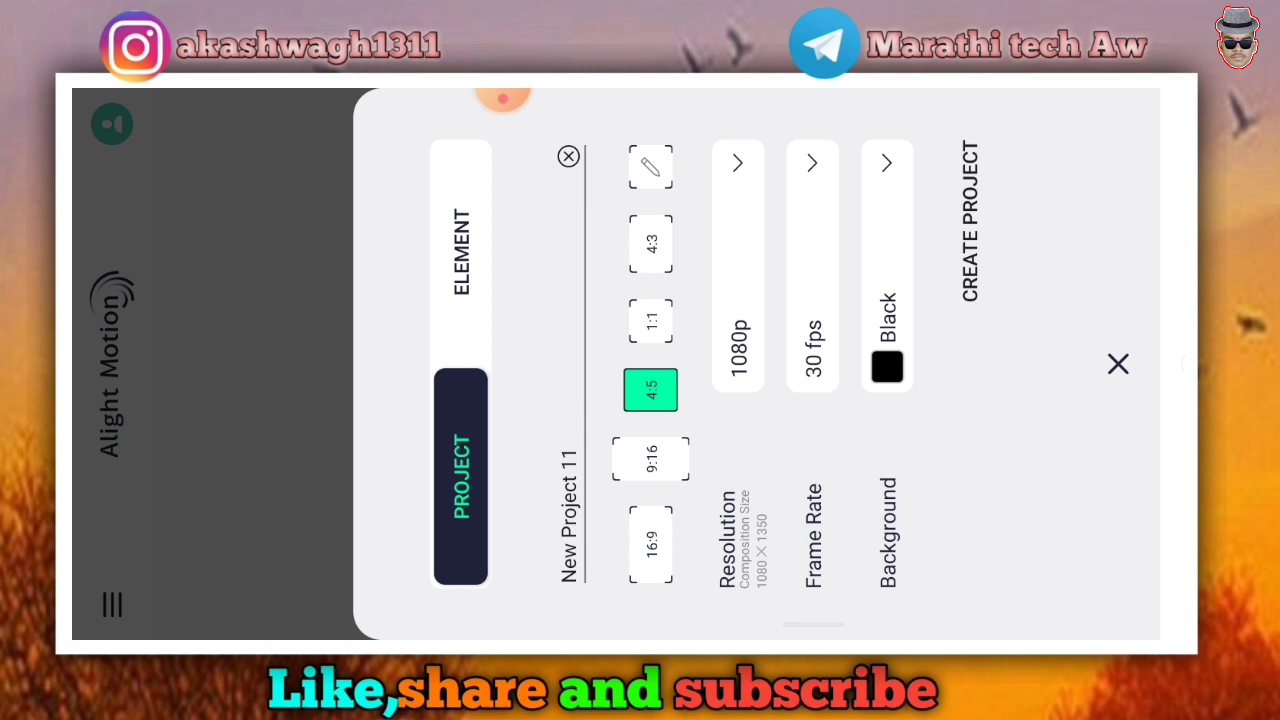 akashwagh1311
Marathi tech Aw
Alight Motion
PROJECT ELEMENT
New Project 11
16:9 9:16 4:5 1:1 4:3
Resolution 1080p
Composition Size
1080 × 1350
Frame Rate 30 fps
Background Black
CREATE PROJECT
Like,share and subscribe